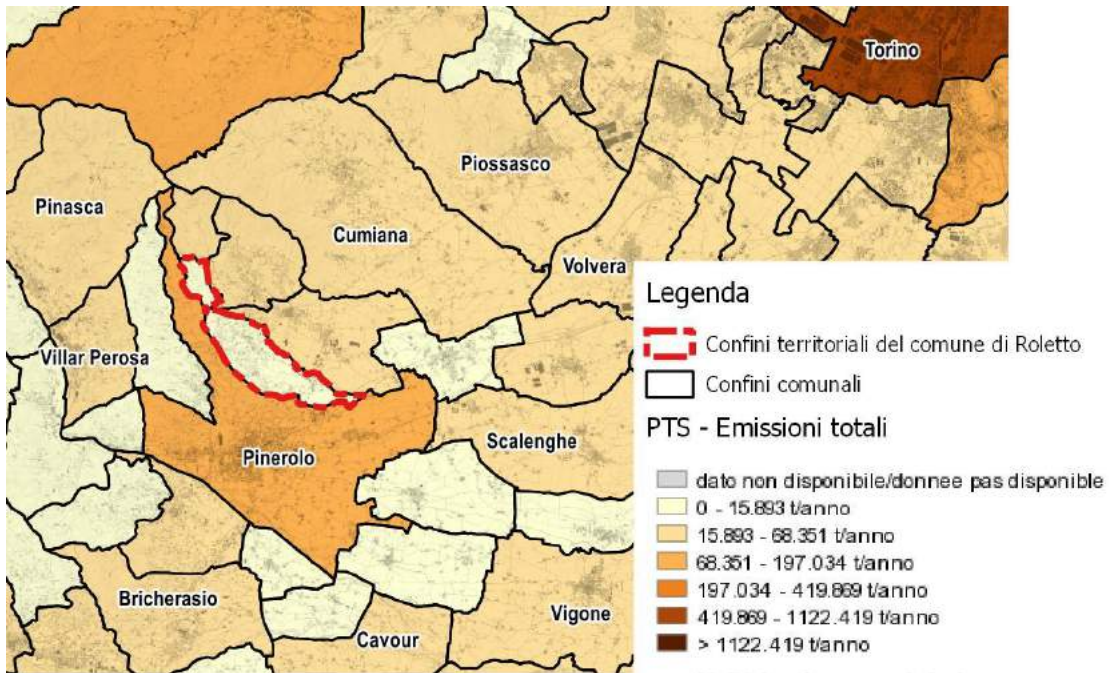 Torino
Piossasco
Pinasca
Cumiana
Volvera
Villar Perosa
Scalenghe
Pinerolo
Bricherasio
Vigone
Cavour
Legenda
Confini territoriali del comune di Roletto
Confini comunali
PTS - Emissioni totali
dato non disponibile/donnee pas disponible
0 - 15.893 t/anno
15.893 - 68.351 t/anno
68.351 - 197.034 t/anno
197.034 - 419.869 t/anno
419.869 - 1122.419 t/anno
> 1122.419 t/anno